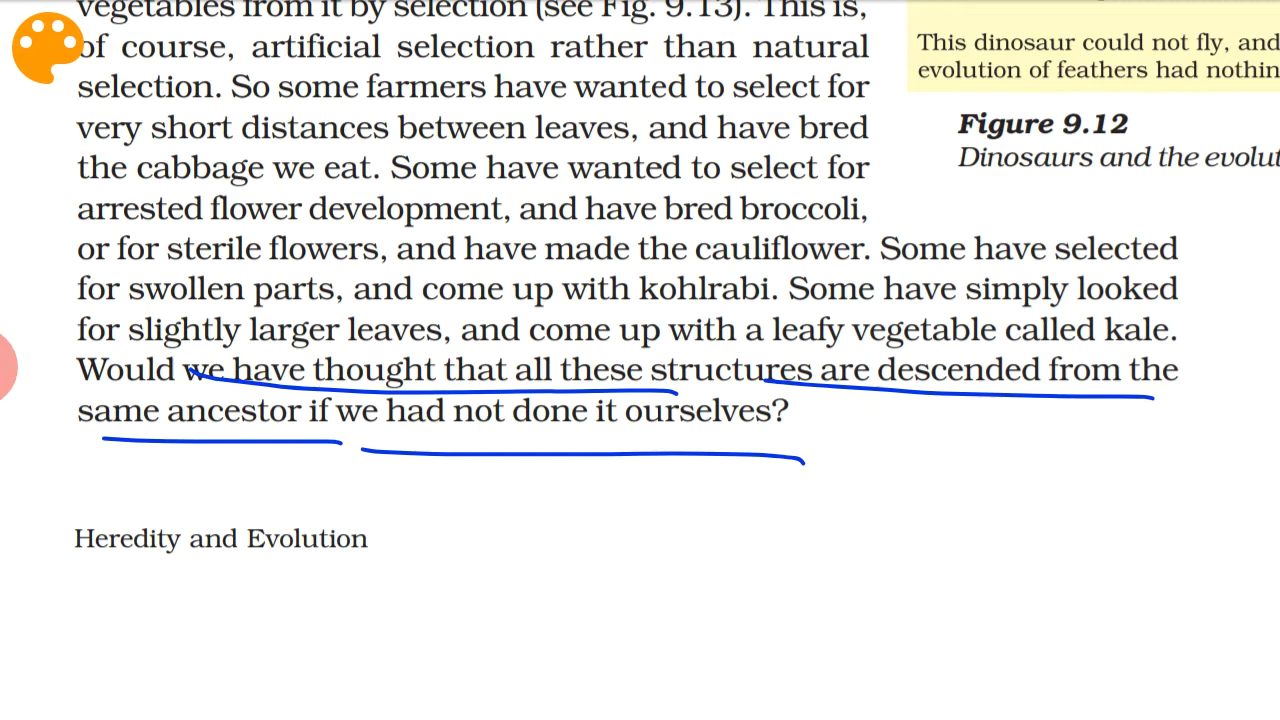 vegetables from it by selection (see Fig. 9.13). This is,
of course, artificial selection rather than natural
selection. So some farmers have wanted to select for
very short distances between leaves, and have bred
the cabbage we eat. Some have wanted to select for
arrested flower development, and have bred broccoli,
or for sterile flowers, and have made the cauliflower. Some have selected
for swollen parts, and come up with kohlrabi. Some have simply looked
for slightly larger leaves, and come up with a leafy vegetable called kale.
Would we have thought that all these structures are descended from the
same ancestor if we had not done it ourselves?
This dinosaur could not fly, and
evolution of feathers had nothin
Figure 9.12
Dinosaurs and the evolut
Heredity and Evolution